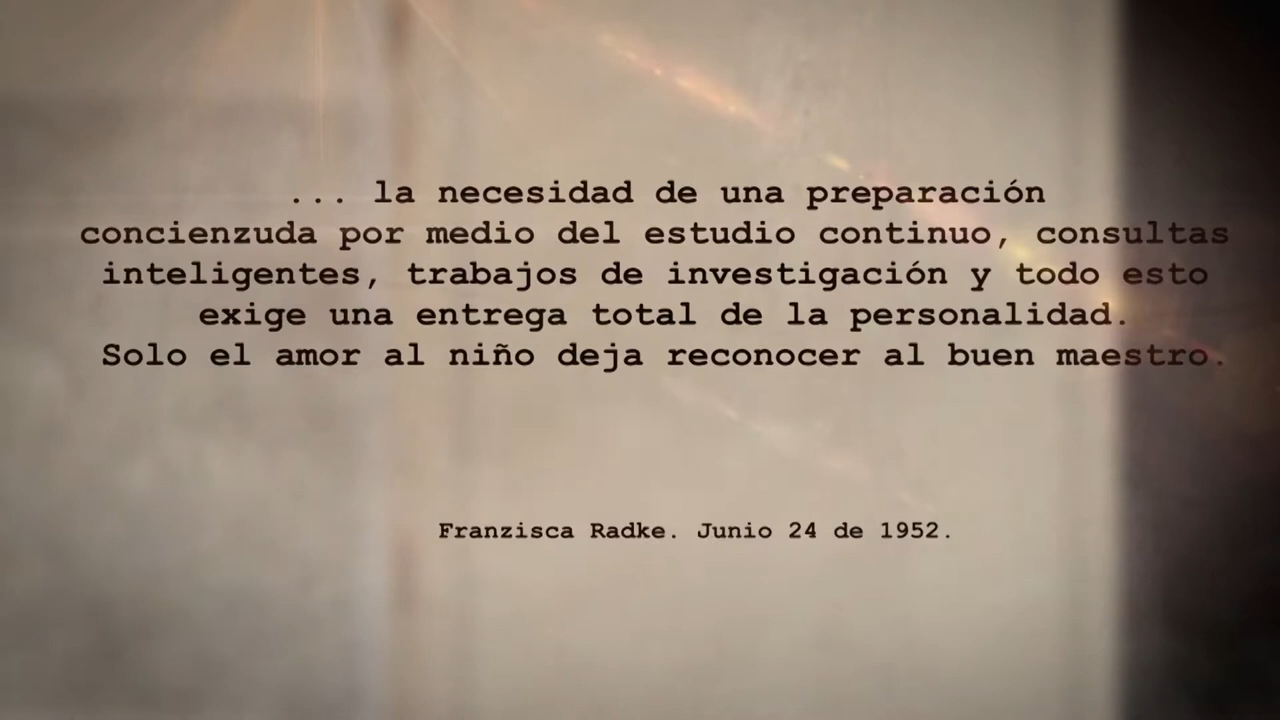 ... la necesidad de una preparación
concienzuda por medio del estudio continuo, consultas
inteligentes, trabajos de investigación y todo esto
exige una entrega total de la personalidad.
Solo el amor al niño deja reconocer al buen maestro.
Franzisca Radke. Junio 24 de 1952.